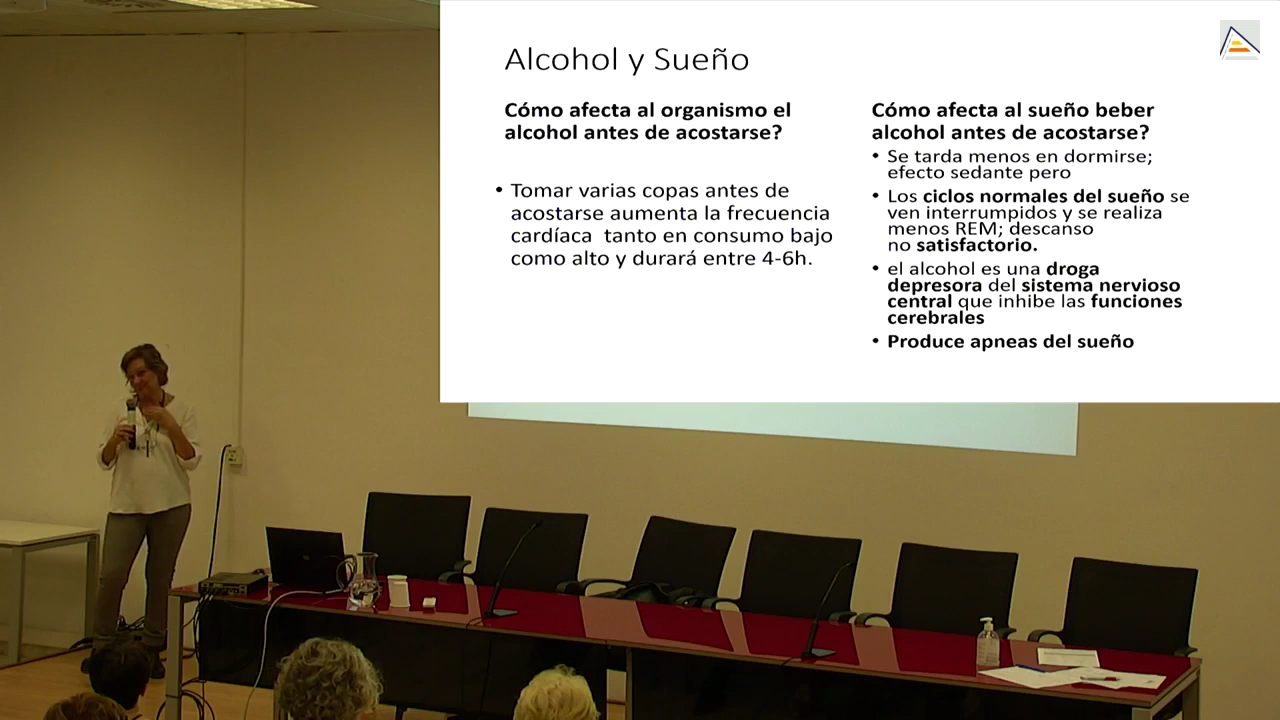 Alcohol y Sueño
Cómo afecta al organismo el
alcohol antes de acostarse?
• Tomar varias copas antes de
acostarse aumenta la frecuencia
cardíaca tanto en consumo bajo
como alto y durará entre 4-6h.
Cómo afecta al sueño beber
alcohol antes de acostarse?
• Se tarda menos en dormirse;
efecto sedante pero
• Los ciclos normales del sueño se
ven interrumpidos y se realiza
menos REM; descanso
no satisfactorio.
• el alcohol es una droga
depresora del sistema nervioso
central que inhibe las funciones
cerebrales
• Produce apneas del sueño